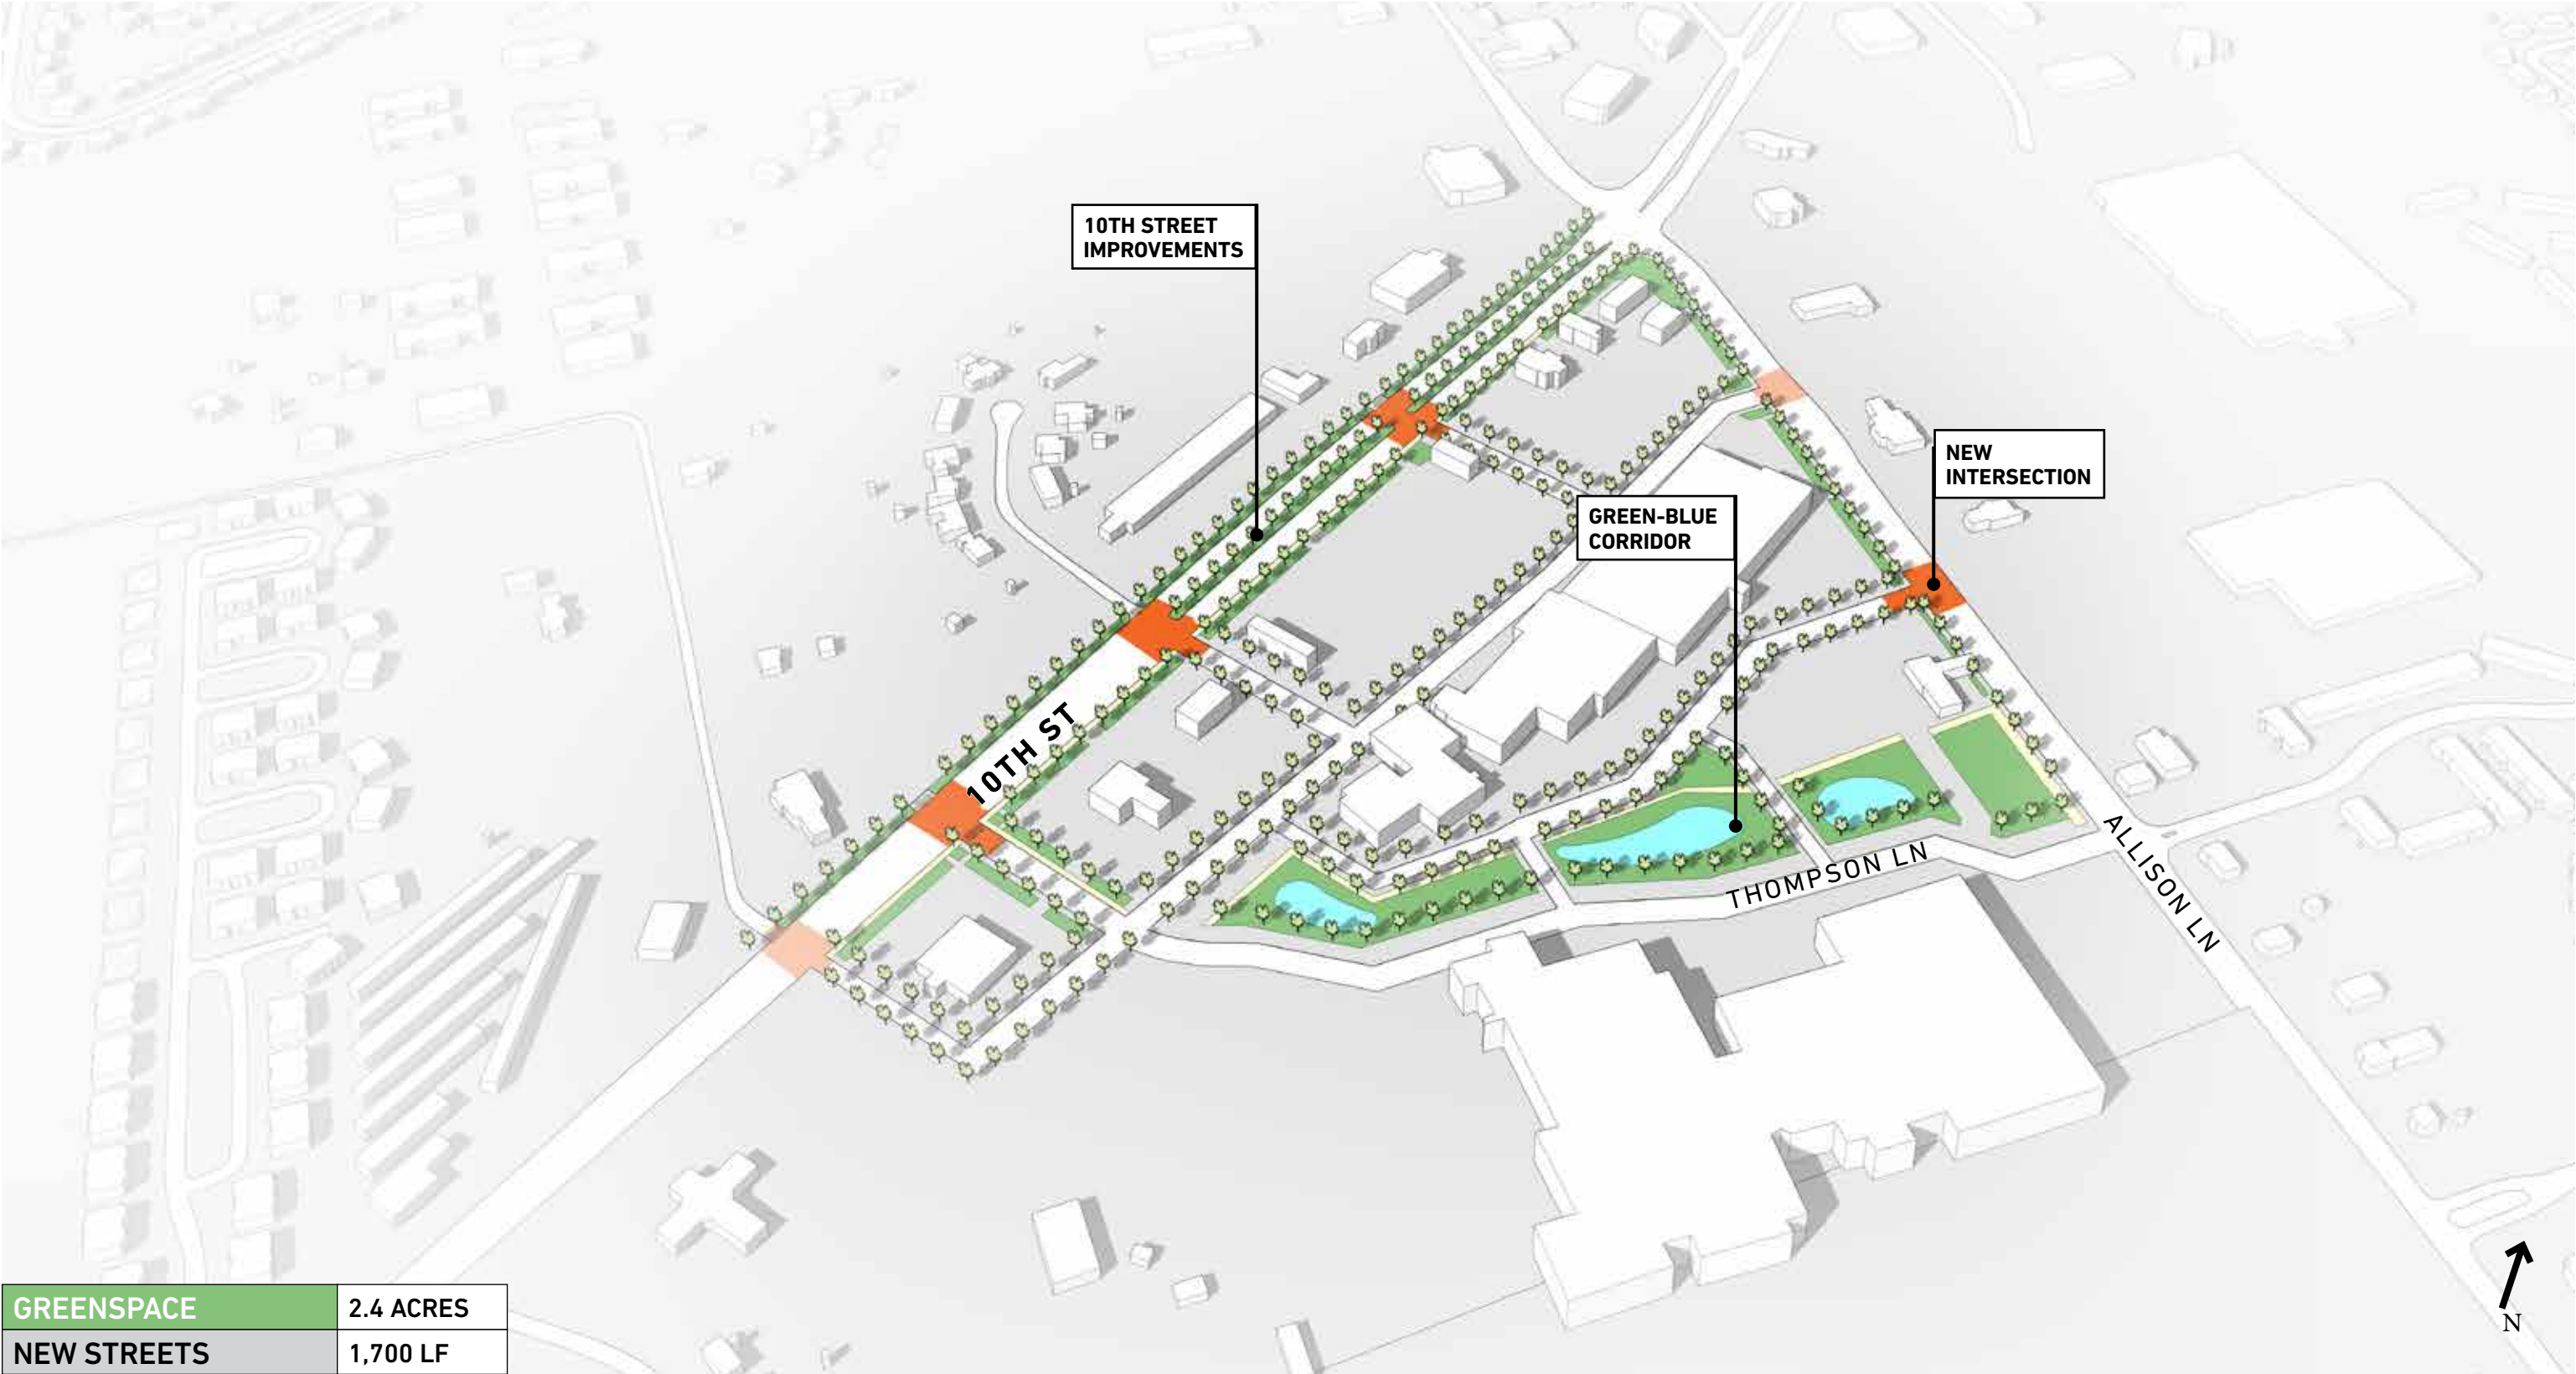 10TH STREET
IMPROVEMENTS
NEW
INTERSECTION
GREEN-BLUE
CORRIDOR
10TH ST
THOMPSON LN
ALLISON LN
GREENSPACE 2.4 ACRES
NEW STREETS 1,700 LF
N